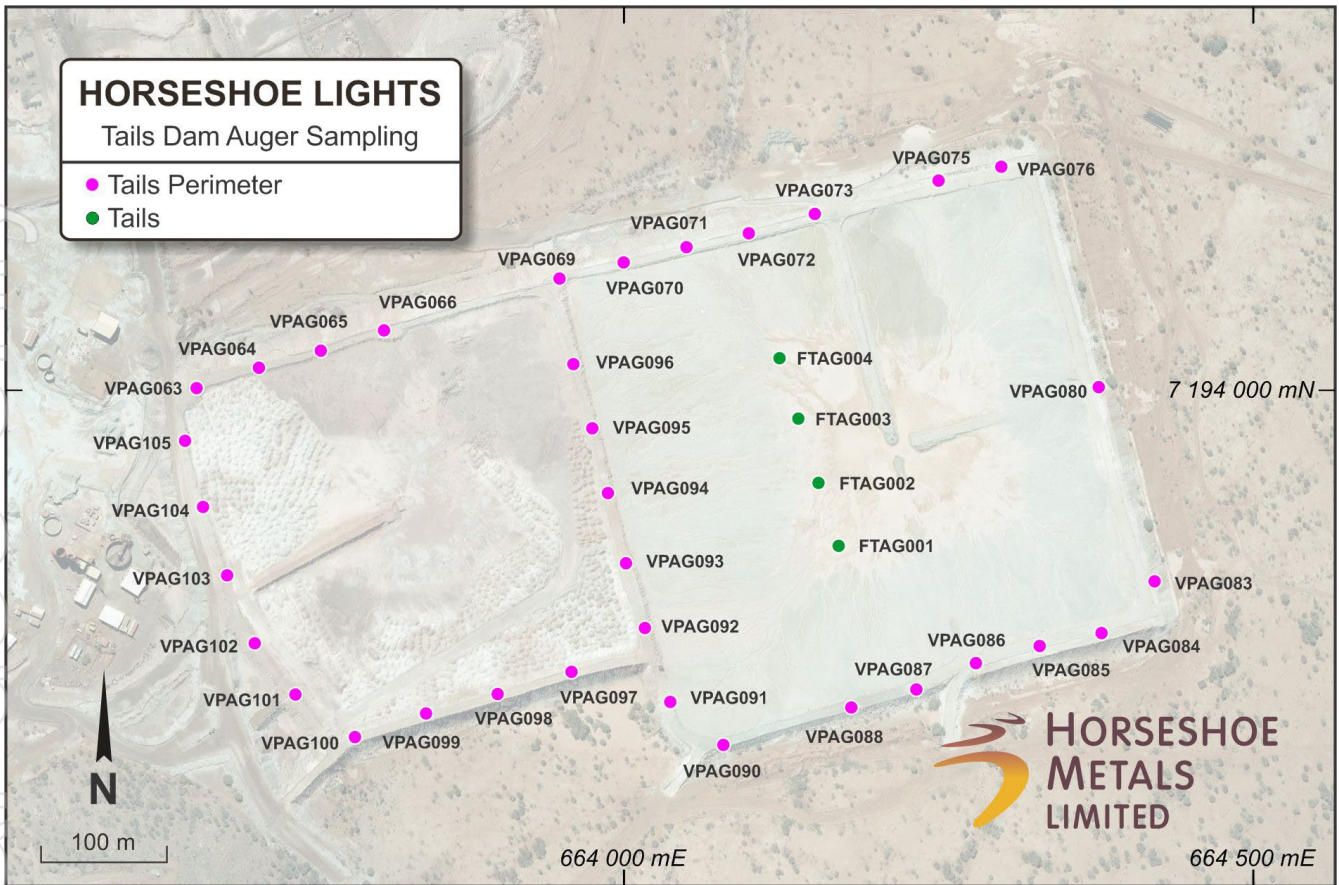 HORSESHOE LIGHTS
Tails Dam Auger Sampling
Tails Perimeter
Tails
VPAG075
VPAG076
VPAG073
VPAG071
VPAG072
VPAG069
VPAG070
VPAG066
VPAG065
VPAG064
VPAG063
VPAG096
FTAG004
VPAG080
7 194 000 mN
FTAG003
VPAG095
VPAG105
FTAG002
VPAG094
VPAG104
FTAG001
VPAG093
VPAG103
VPAG083
VPAG092
VPAG102
VPAG086
VPAG084
VPAG085
VPAG087
VPAG097
VPAG091
VPAG101
VPAG098
VPAG088
VPAG099
VPAG100
VPAG090
HORSESHOE
METALS
LIMITED
N
100 m
664 000 mE
664 500 mE